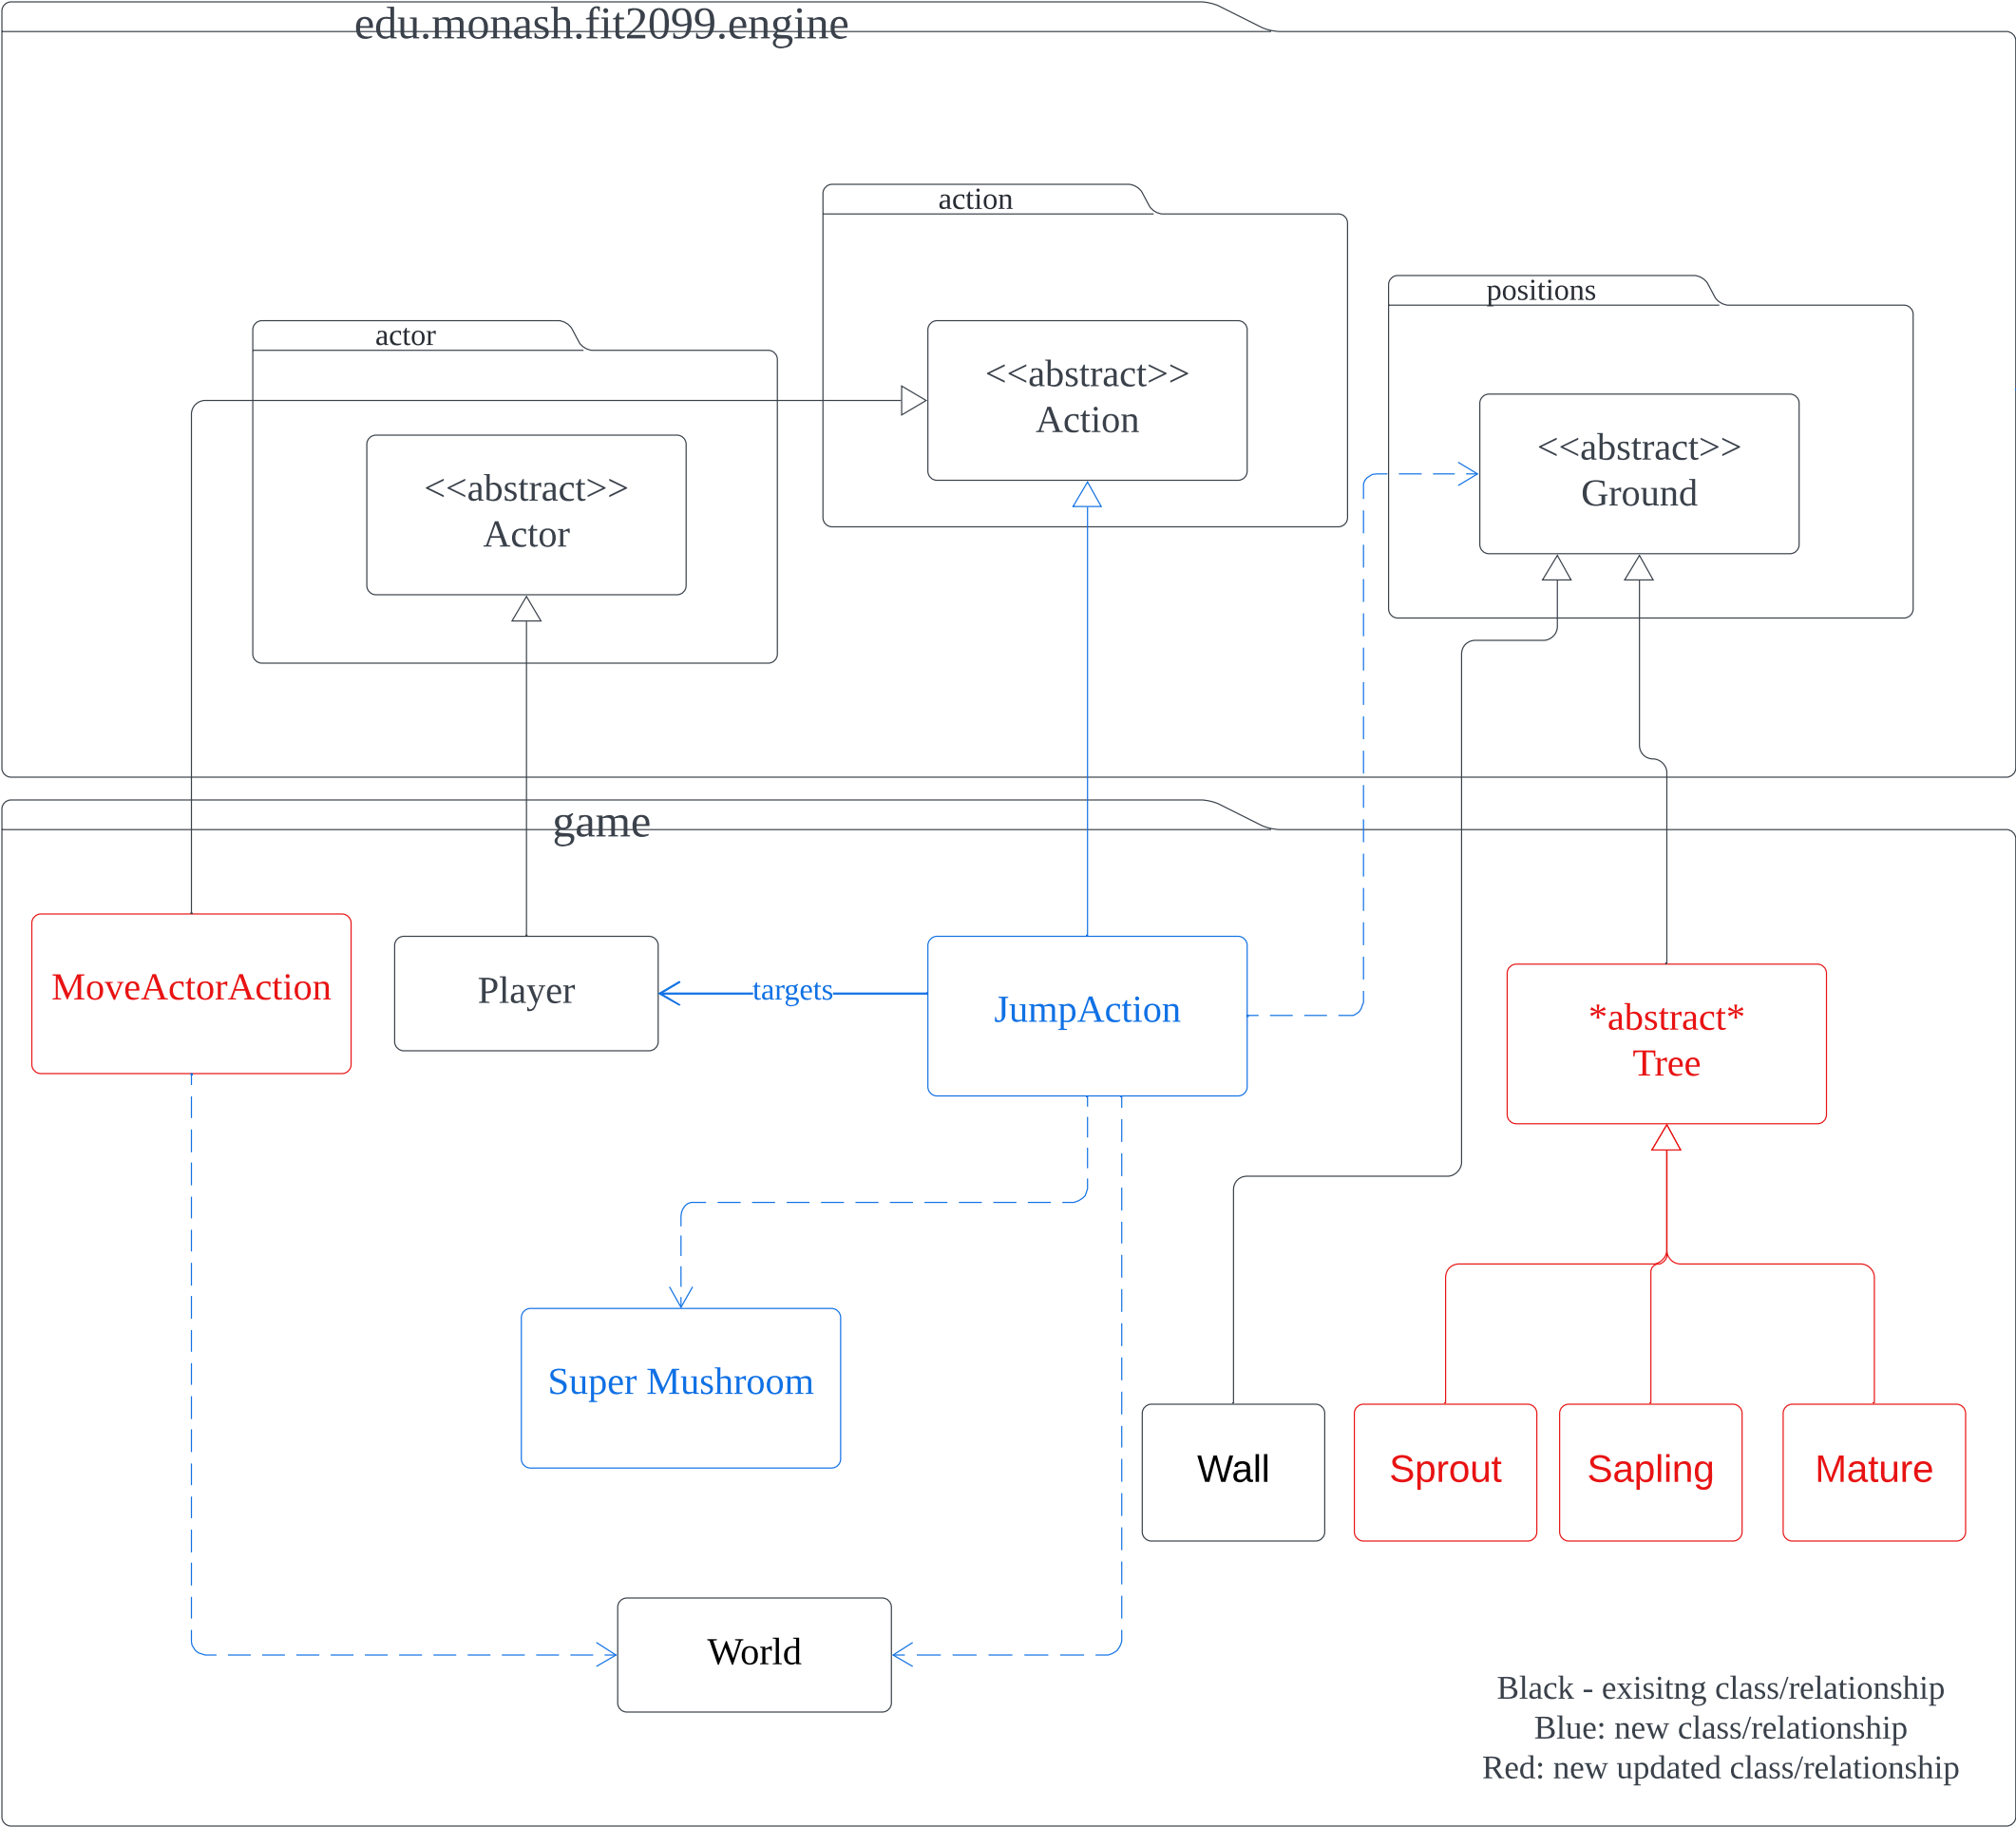 edu.monash.fit2099.engine
action
positions
actor
<<abstract>>
Action
<<abstract>>
Ground
<<abstract>>
Actor
game
MoveActorAction
Player
targets
JumpAction
*abstract*
Tree
Super Mushroom
Wall
Sprout
Sapling
Mature
World
Black - exisitng class/relationship
Blue: new class/relationship
Red: new updated class/relationship